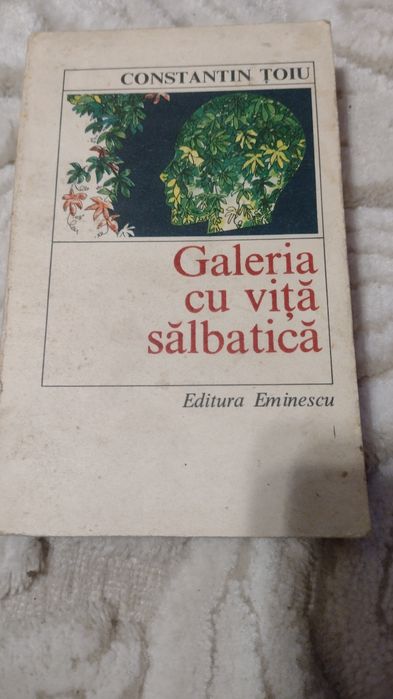 CONSTANTIN ȚOIU
Galeria
cu viță
sălbatică
Editura Eminescu